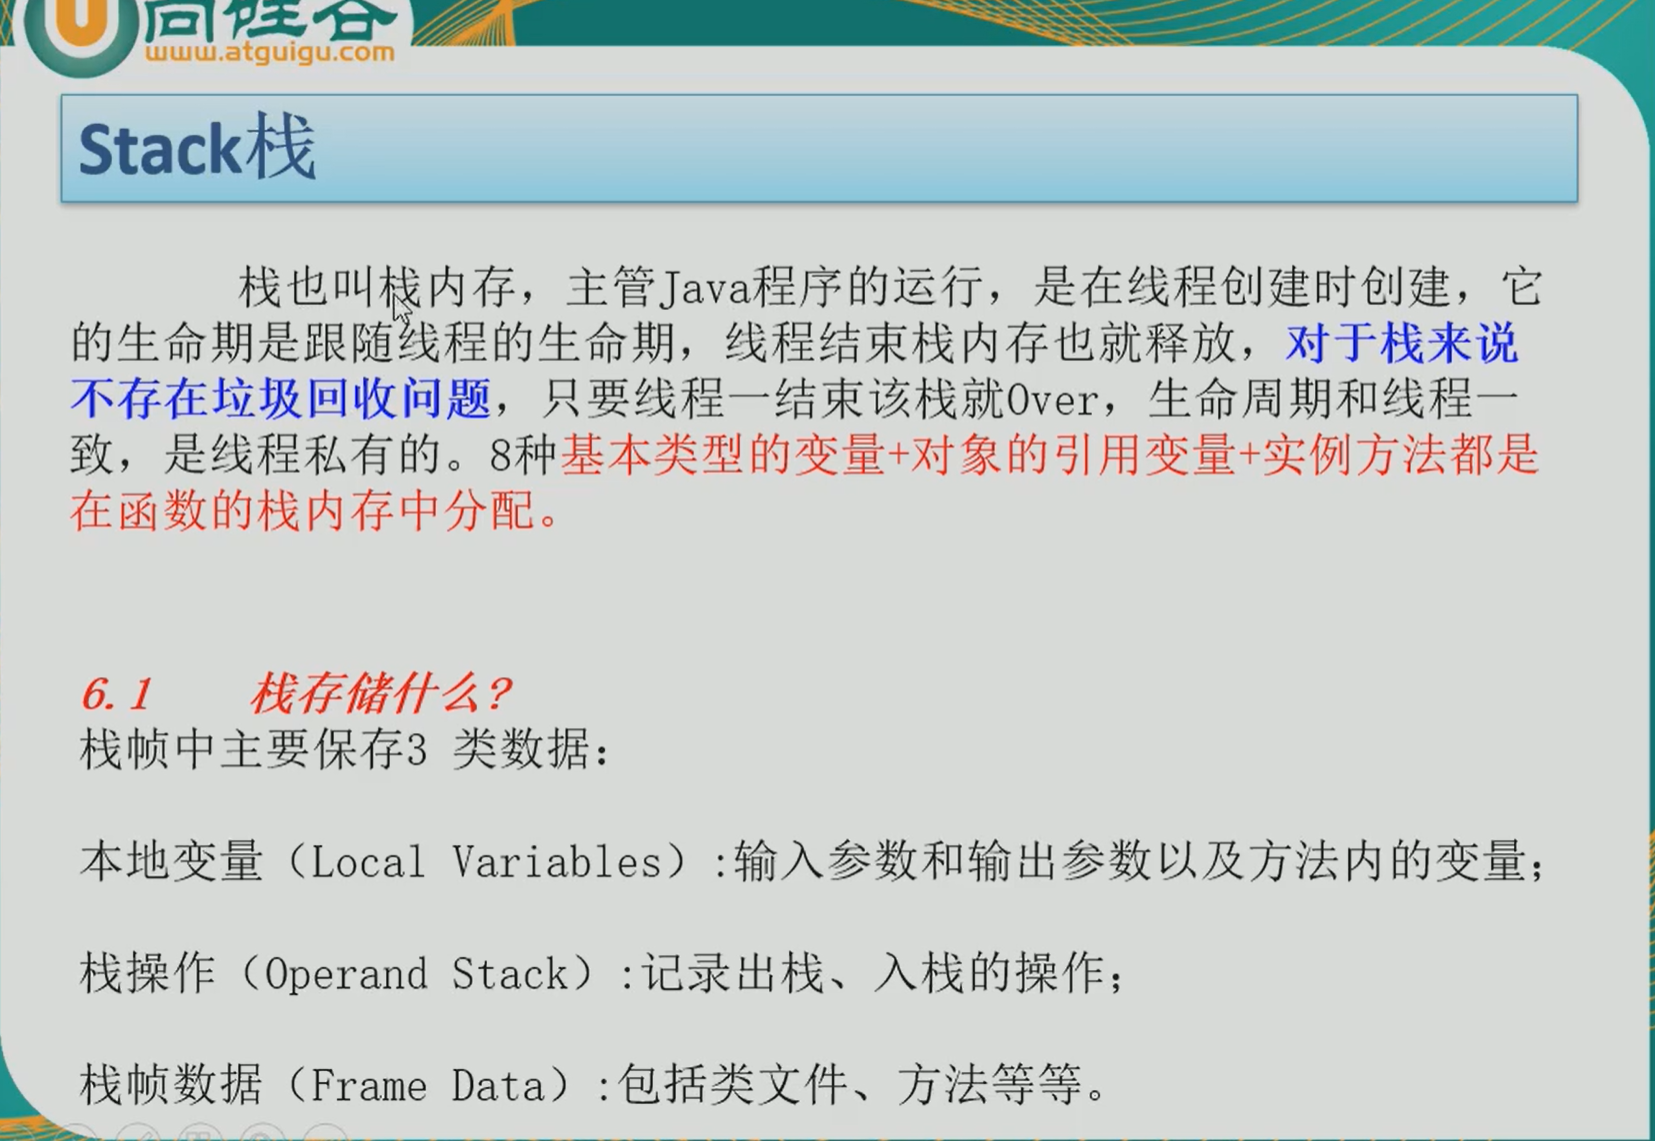 尚硅谷
www.atguigu.com
Stack栈
栈也叫栈内存，主管Java程序的运行，是在线程创建时创建，它
的生命期是跟随线程的生命期，线程结束栈内存也就释放，对于栈来说
不存在垃圾回收问题，只要线程一结束该栈就Over，生命周期和线程一
致，是线程私有的。8种基本类型的变量+对象的引用变量+实例方法都是
在函数的栈内存中分配。
6.1 栈存储什么?
栈帧中主要保存3 类数据：
本地变量（Local Variables）:输入参数和输出参数以及方法内的变量；
栈操作（Operand Stack）:记录出栈、入栈的操作；
栈帧数据（Frame Data）:包括类文件、方法等等。